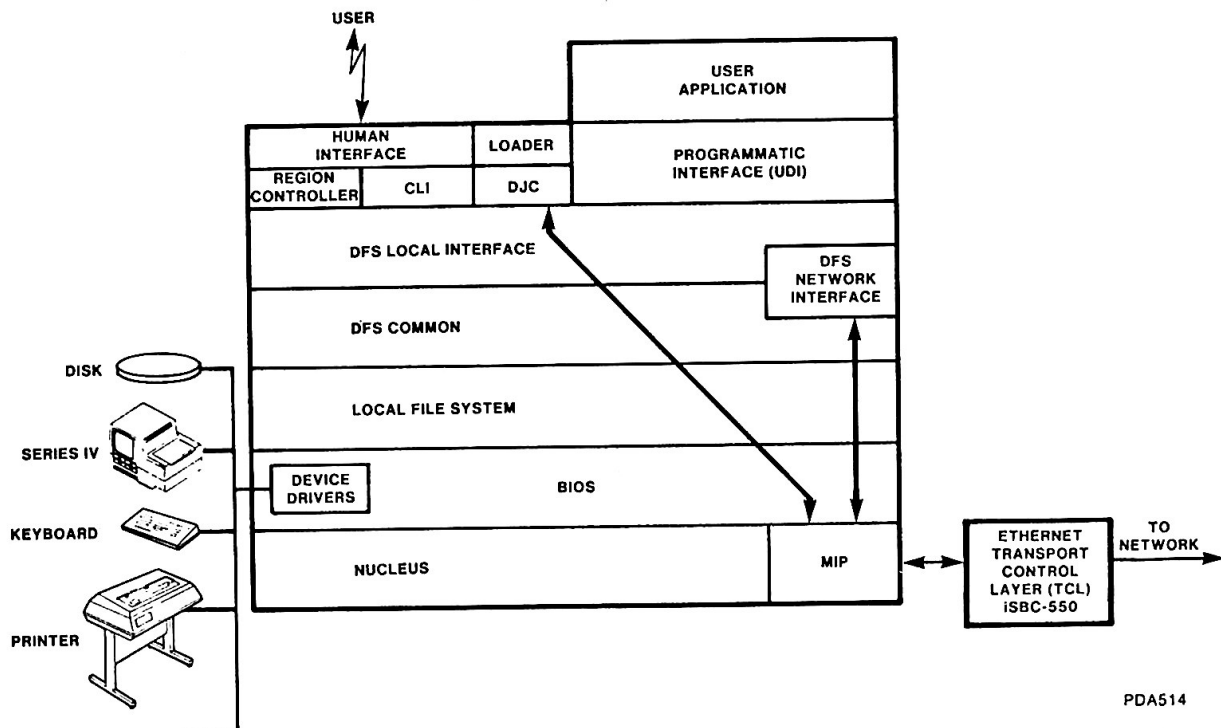 USER
USER
APPLICATION
HUMAN
INTERFACE
LOADER
PROGRAMMATIC
INTERFACE (UDI)
REGION
CONTROLLER
CLI
DJC
DFS LOCAL INTERFACE
DFS
NETWORK
INTERFACE
DFS COMMON
DISK
LOCAL FILE SYSTEM
SERIES IV
DEVICE
DRIVERS
BIOS
KEYBOARD
NUCLEUS
MIP
ETHERNET
TRANSPORT
CONTROL
LAYER (TCL)
iSBC-550
TO
NETWORK
PRINTER
PDA514